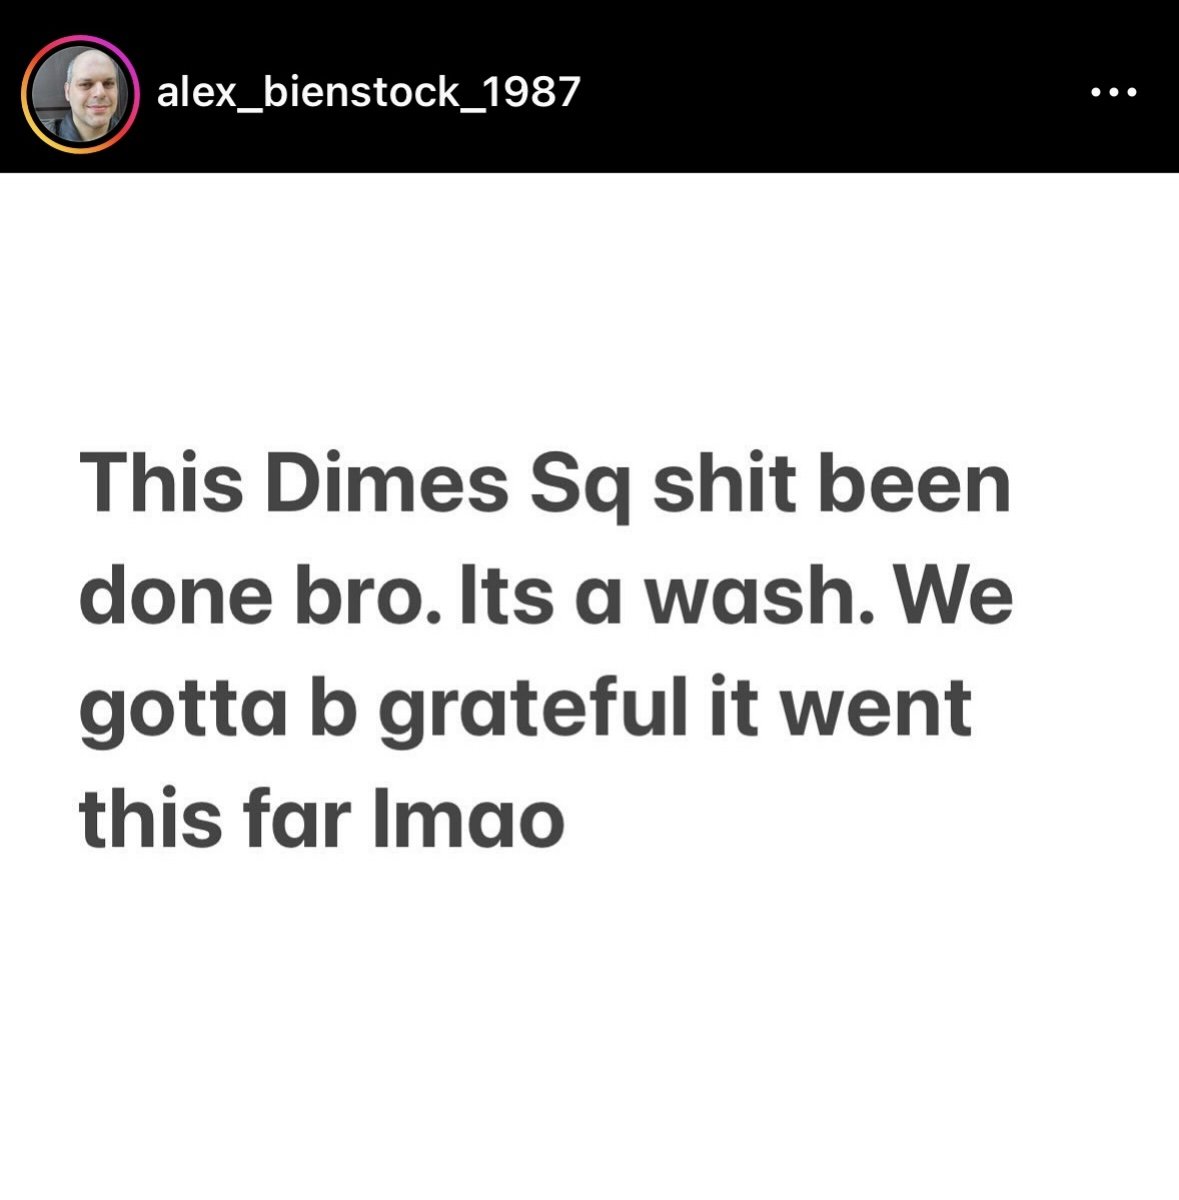 alex_bienstock_1987
This Dimes Sq shit been
done bro. Its a wash. We
gotta b grateful it went
this far lmao